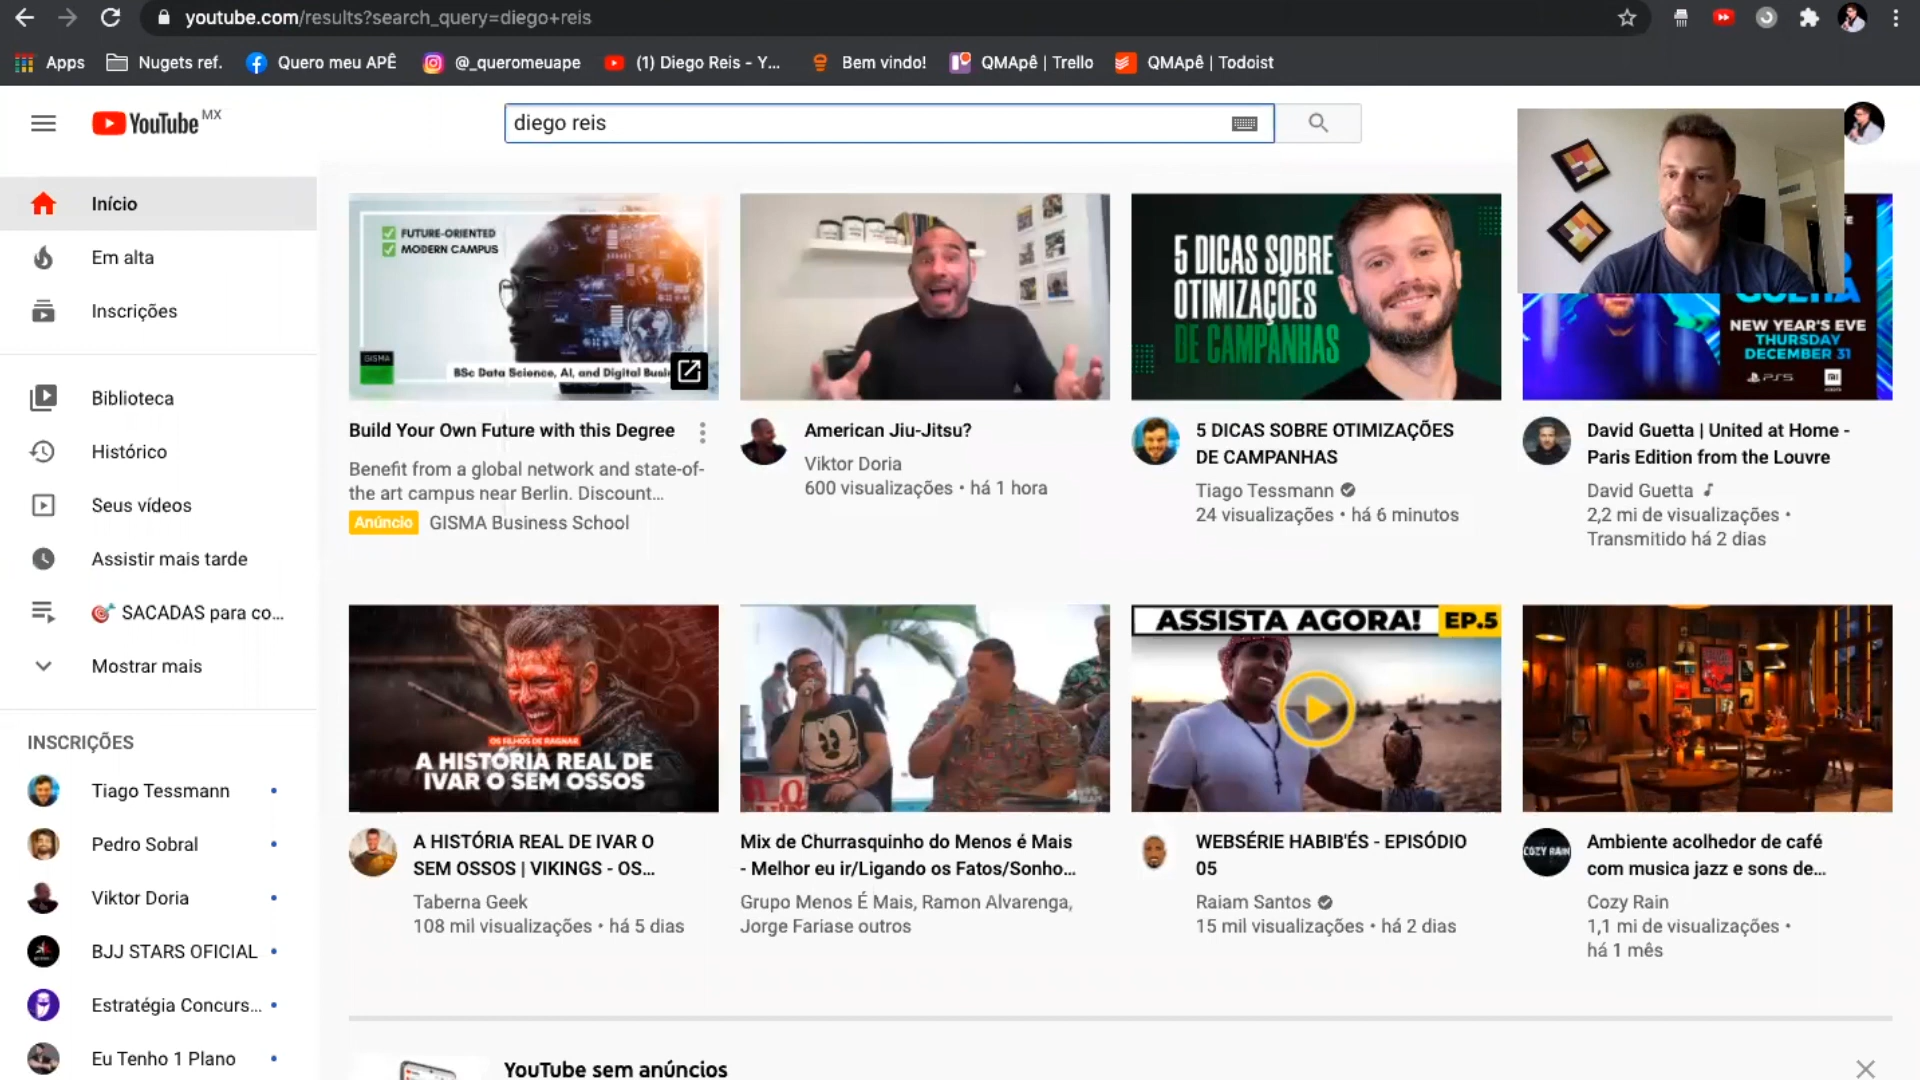 youtube.com/results?search_query=diego+reis
Apps
Nugets ref.
Quero meu APÊ
@_queromeuape
(1) Diego Reis - Y...
Bem vindo!
QMApê | Trello
QMApê | Todoist
YouTube MX
diego reis
Início
Em alta
Inscrições
Biblioteca
Histórico
Seus vídeos
Assistir mais tarde
SACADAS para co...
Mostrar mais
INSCRIÇÕES
Tiago Tessmann
Pedro Sobral
Viktor Doria
BJJ STARS OFICIAL
Estratégia Concurs...
Eu Tenho 1 Plano
FUTURE-ORIENTED
MODERN CAMPUS
GISMA
BSc Data Science, AI, and Digital Busi
Build Your Own Future with this Degree
Benefit from a global network and state-of-
the art campus near Berlin. Discount...
Anúncio GISMA Business School
American Jiu-Jitsu?
Viktor Doria
600 visualizações • há 1 hora
5 DICAS SOBRE
OTIMIZAÇÕES
DE CAMPANHAS
5 DICAS SOBRE OTIMIZAÇÕES
DE CAMPANHAS
Tiago Tessmann
24 visualizações • há 6 minutos
NEW YEAR'S EVE
THURSDAY
DECEMBER 31
PS5
David Guetta | United at Home -
Paris Edition from the Louvre
David Guetta
2,2 mi de visualizações •
Transmitido há 2 dias
OS FILHOS DE RAGNAR
A HISTÓRIA REAL DE
IVAR O SEM OSSOS
A HISTÓRIA REAL DE IVAR O
SEM OSSOS | VIKINGS - OS...
Taberna Geek
108 mil visualizações • há 5 dias
Mix de Churrasquinho do Menos é Mais
- Melhor eu ir/Ligando os Fatos/Sonho...
Grupo Menos É Mais, Ramon Alvarenga,
Jorge Fariase outros
ASSISTA AGORA! EP.5
WEBSÉRIE HABIB'ÉS - EPISÓDIO
05
Raiam Santos
15 mil visualizações • há 2 dias
COZY RAIN
Ambiente acolhedor de café
com musica jazz e sons de...
Cozy Rain
1,1 mi de visualizações •
há 1 mês
YouTube sem anúncios